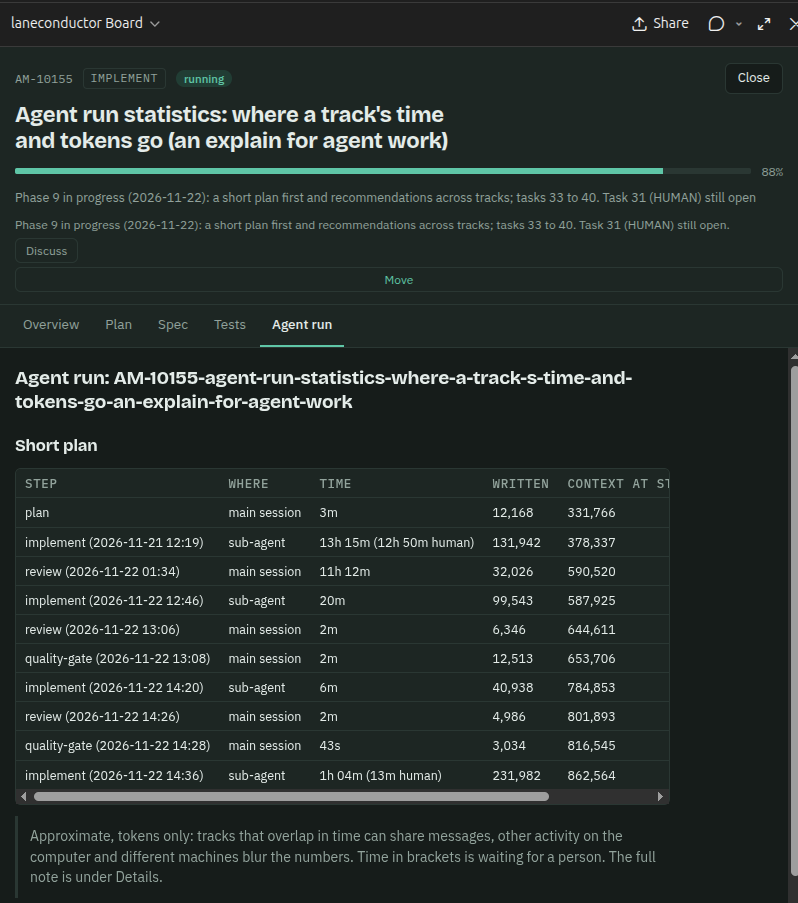 laneconductor Board
Share
AM-10155 IMPLEMENT running
Close
Agent run statistics: where a track's time
and tokens go (an explain for agent work)
88%
Phase 9 in progress (2026-11-22): a short plan first and recommendations across tracks; tasks 33 to 40. Task 31 (HUMAN) still open
Phase 9 in progress (2026-11-22): a short plan first and recommendations across tracks; tasks 33 to 40. Task 31 (HUMAN) still open.
Discuss
Move
Overview Plan Spec Tests Agent run
Agent run: AM-10155-agent-run-statistics-where-a-track-s-time-and-
tokens-go-an-explain-for-agent-work
Short plan
STEP WHERE TIME WRITTEN CONTEXT AT ST
plan main session 3m 12,168 331,766
implement (2026-11-21 12:19) sub-agent 13h 15m (12h 50m human) 131,942 378,337
review (2026-11-22 01:34) main session 11h 12m 32,026 590,520
implement (2026-11-22 12:46) sub-agent 20m 99,543 587,925
review (2026-11-22 13:06) main session 2m 6,346 644,611
quality-gate (2026-11-22 13:08) main session 2m 12,513 653,706
implement (2026-11-22 14:20) sub-agent 6m 40,938 784,853
review (2026-11-22 14:26) main session 2m 4,986 801,893
quality-gate (2026-11-22 14:28) main session 43s 3,034 816,545
implement (2026-11-22 14:36) sub-agent 1h 04m (13m human) 231,982 862,564
Approximate, tokens only: tracks that overlap in time can share messages, other activity on the
computer and different machines blur the numbers. Time in brackets is waiting for a person. The full
note is under Details.